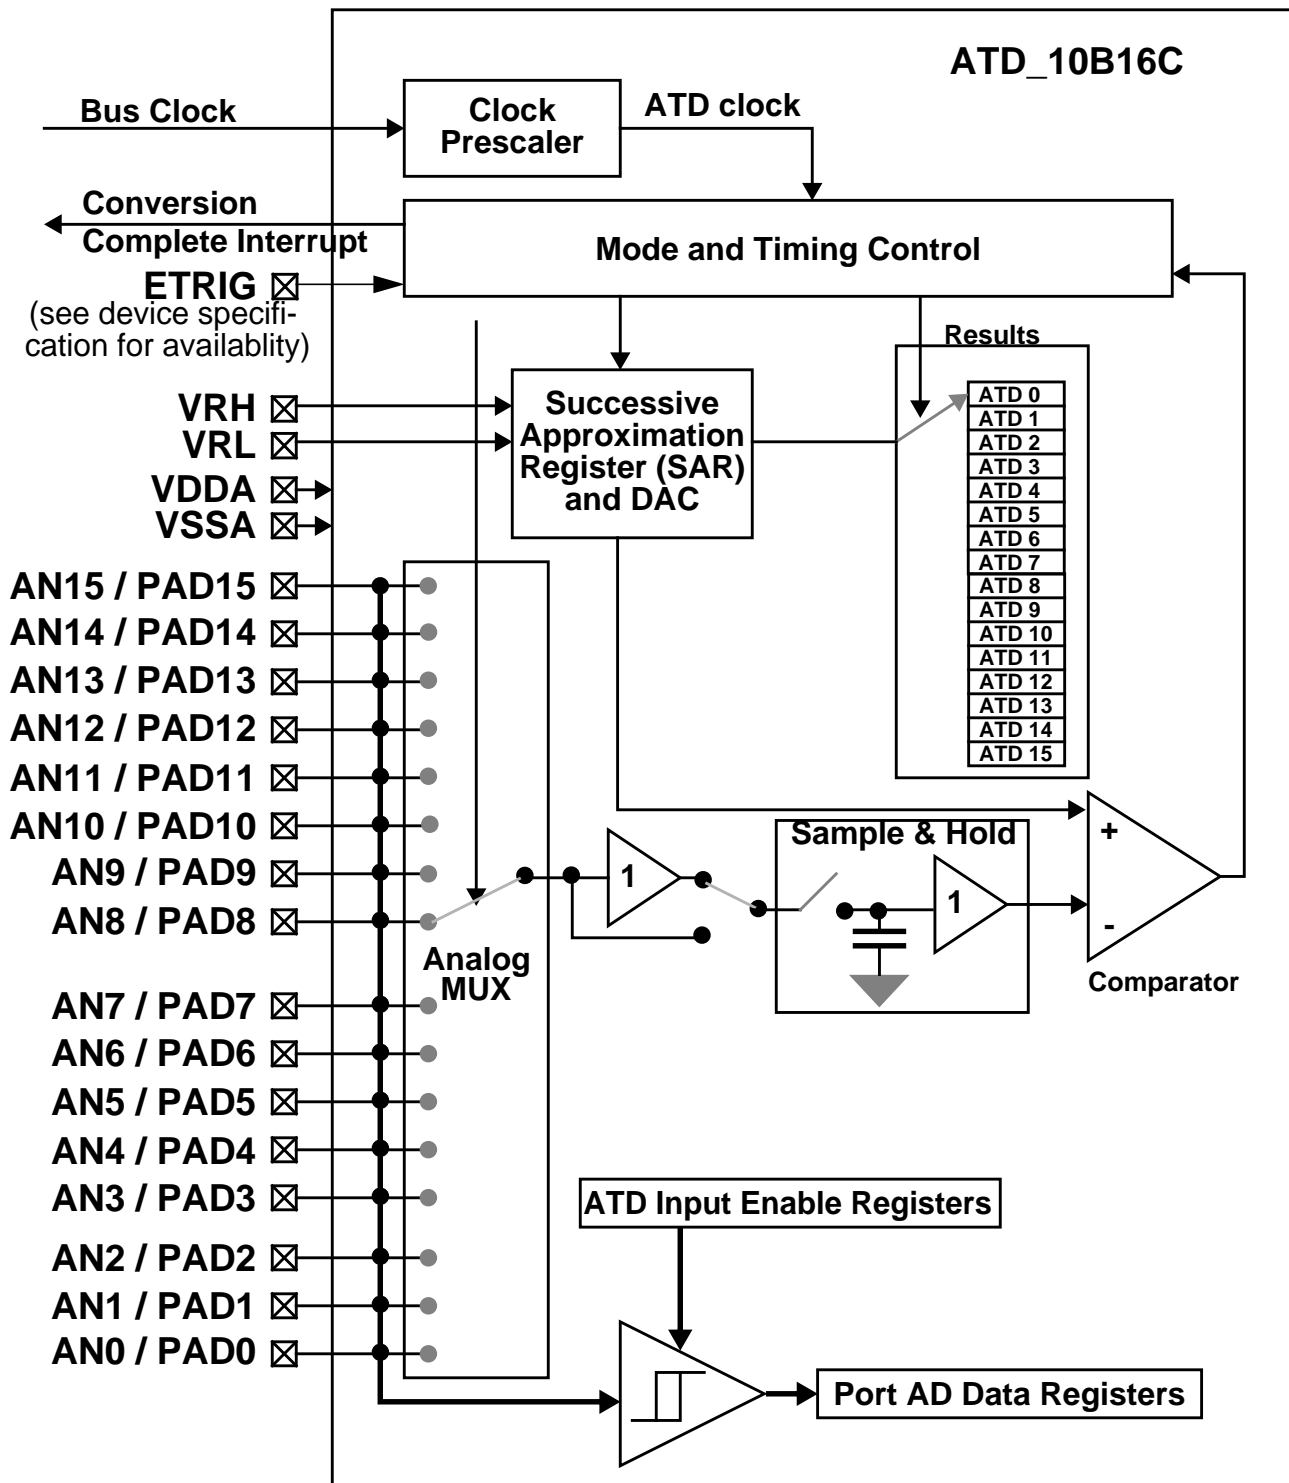 ATD_10B16C
Bus Clock
Clock
Prescaler
ATD clock
Conversion
Complete Interrupt
Mode and Timing Control
ETRIG
(see device specifi-
cation for availablity)
Results
VRH
VRL
VDDA
VSSA
Successive
Approximation
Register (SAR)
and DAC
ATD 0
ATD 1
ATD 2
ATD 3
ATD 4
ATD 5
ATD 6
ATD 7
ATD 8
ATD 9
ATD 10
ATD 11
ATD 12
ATD 13
ATD 14
ATD 15
AN15 / PAD15
AN14 / PAD14
AN13 / PAD13
AN12 / PAD12
AN11 / PAD11
AN10 / PAD10
AN9 / PAD9
AN8 / PAD8
AN7 / PAD7
AN6 / PAD6
AN5 / PAD5
AN4 / PAD4
AN3 / PAD3
AN2 / PAD2
AN1 / PAD1
AN0 / PAD0
Analog
MUX
1
Sample & Hold
1
+
-
Comparator
ATD Input Enable Registers
Port AD Data Registers